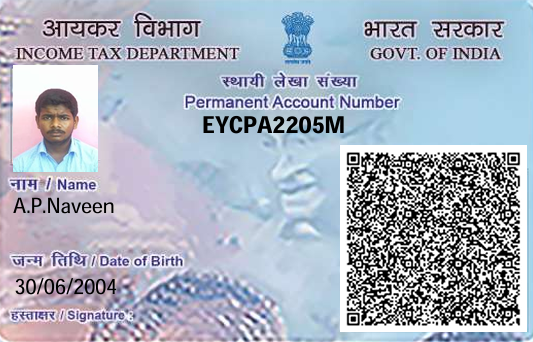 आयकर विभाग
INCOME TAX DEPARTMENT
भारत सरकार
GOVT. OF INDIA
स्थायी लेखा संख्या
Permanent Account Number
EYCPA2205M
नाम / Name
A.P.Naveen
जन्म तिथि / Date of Birth
30/06/2004
हस्ताक्षर / Signature :